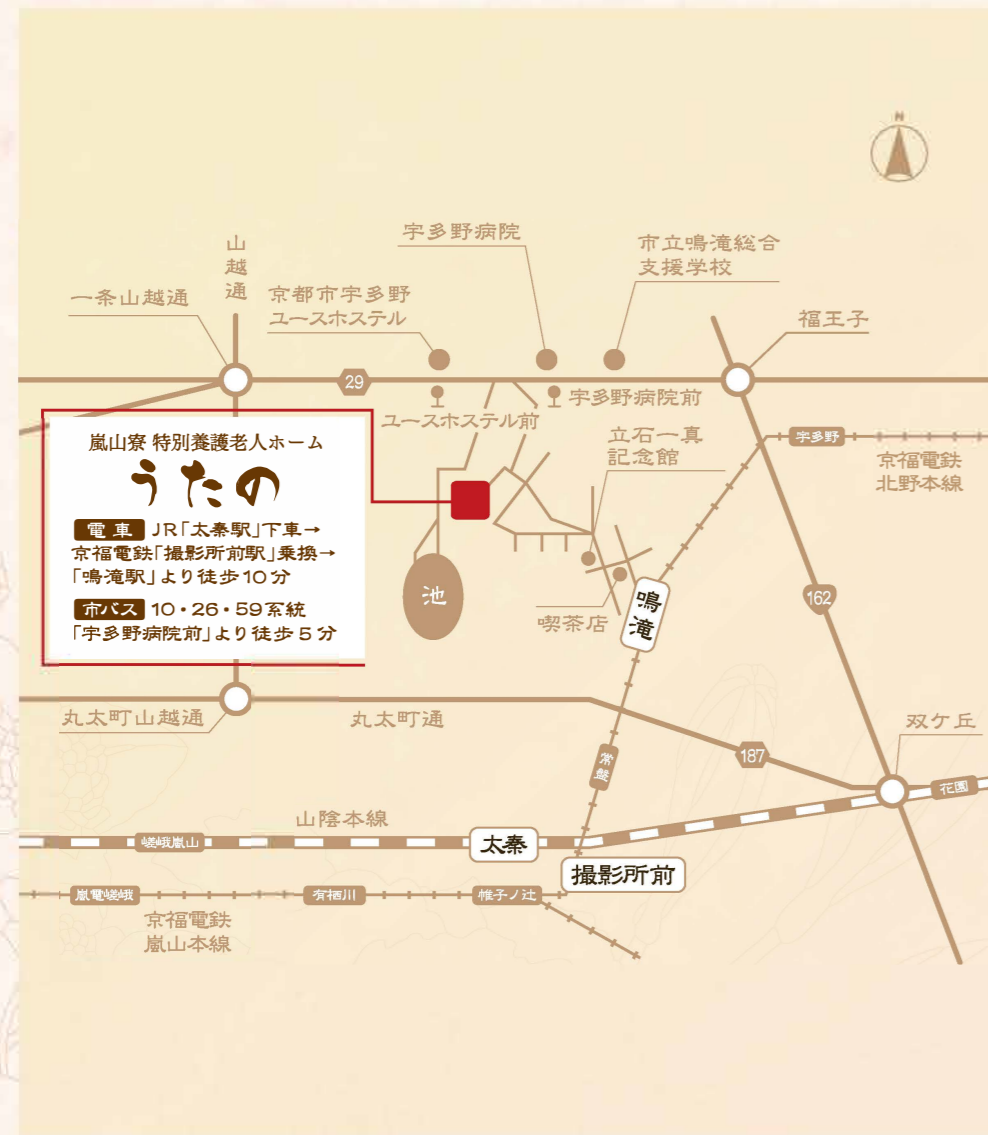 N
宇多野病院
市立鳴滝総合
支援学校
山越通
一条山越通
京都市宇多野
ユースホステル
福王子
29
ユースホステル前
宇多野病院前
立石一真
記念館
宇多野
京福電鉄
北野本線
嵐山寮 特別養護老人ホーム
うたの
電車 JR「太秦駅」下車→
京福電鉄「撮影所前駅」乗換→
「鳴滝駅」より徒歩10分
市バス 10・26・59系統
「宇多野病院前」より徒歩5分
池
喫茶店
鳴滝
162
丸太町山越通
丸太町通
双ケ丘
187
常盤
花園
山陰本線
嵯峨嵐山
太秦
撮影所前
嵐電嵯峨
有栖川
帷子ノ辻
京福電鉄
嵐山本線